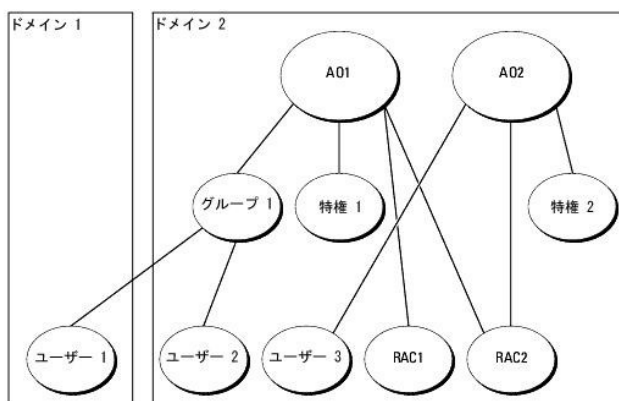 ドメイン 1
ドメイン 2
AO1
AO2
グループ 1
特権 1
特権 2
ユーザー 1
ユーザー 2
ユーザー 3
RAC1
RAC2